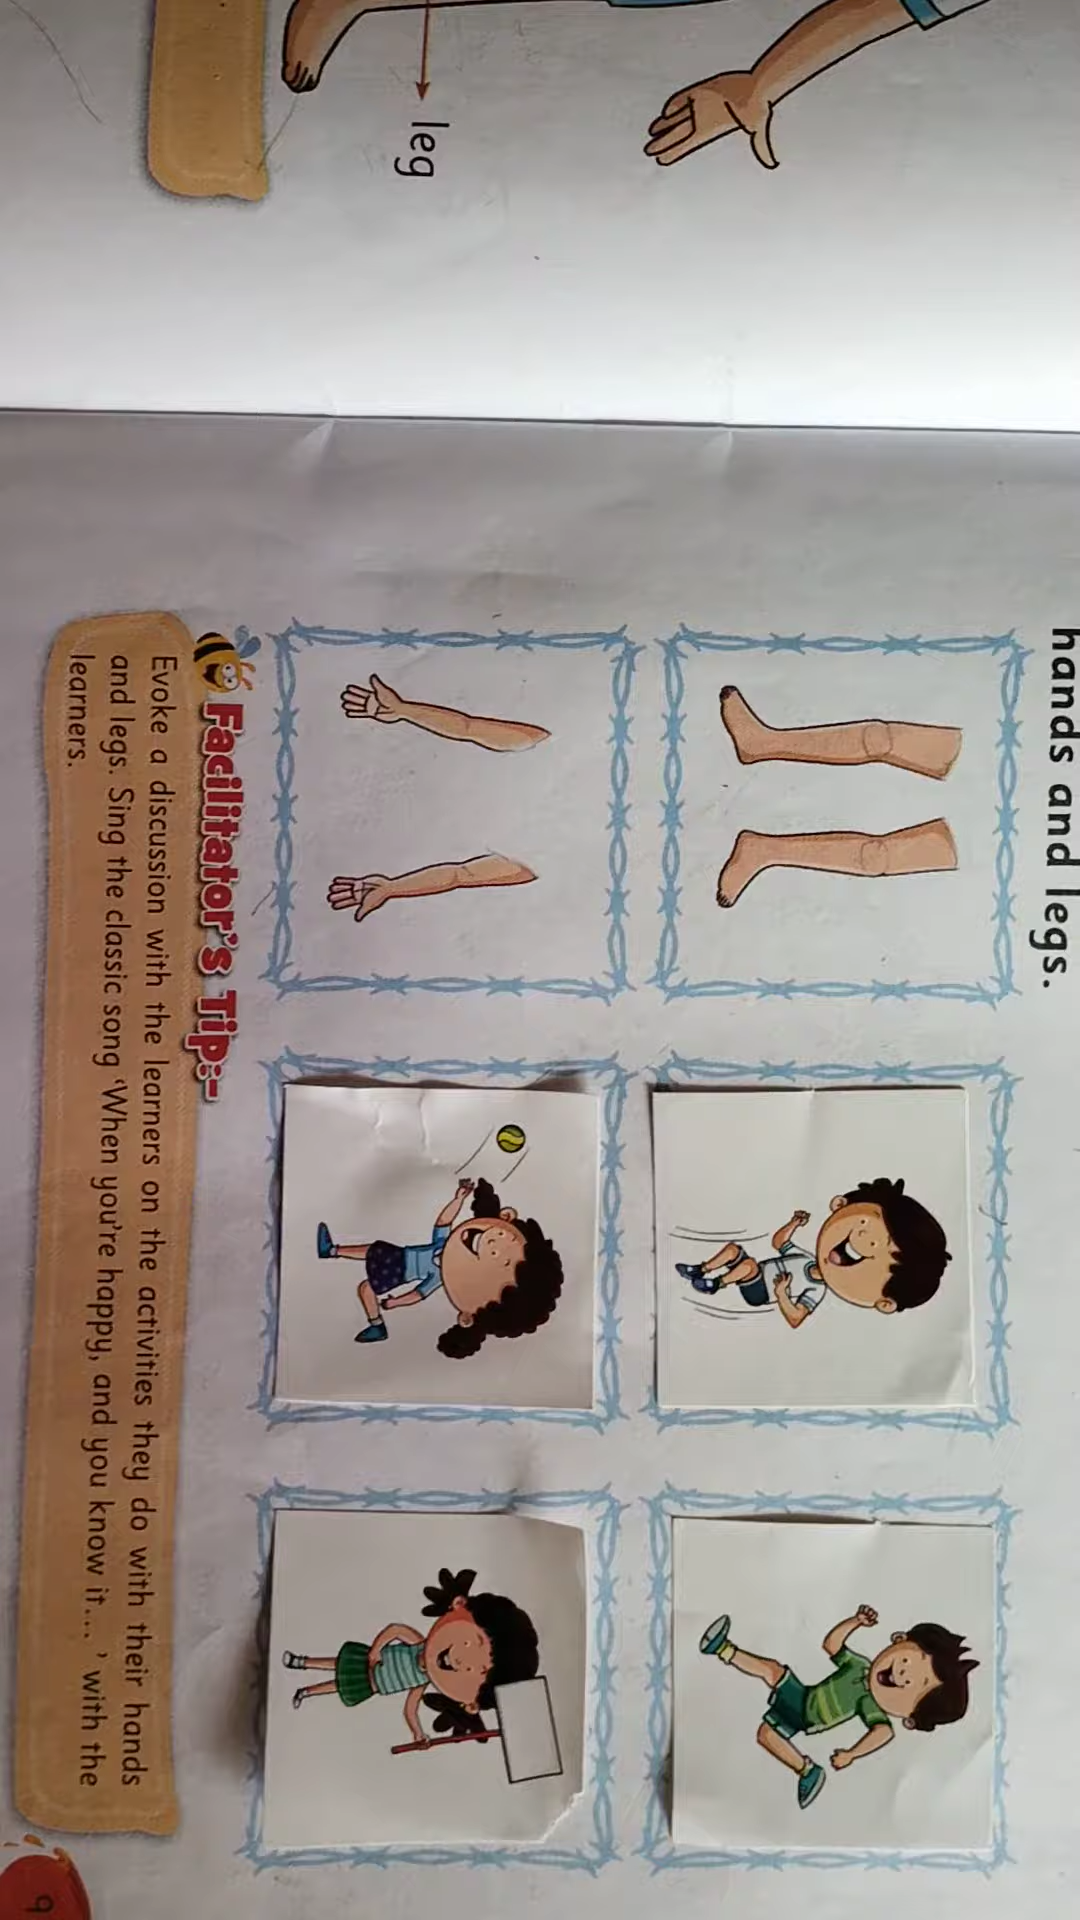 leg
hands and legs.
Facilitator's Tip:-
Evoke a discussion with the learners on the activities they do with their hands
and legs. Sing the classic song ‘When you're happy, and you know it... ’ with the
learners.
9